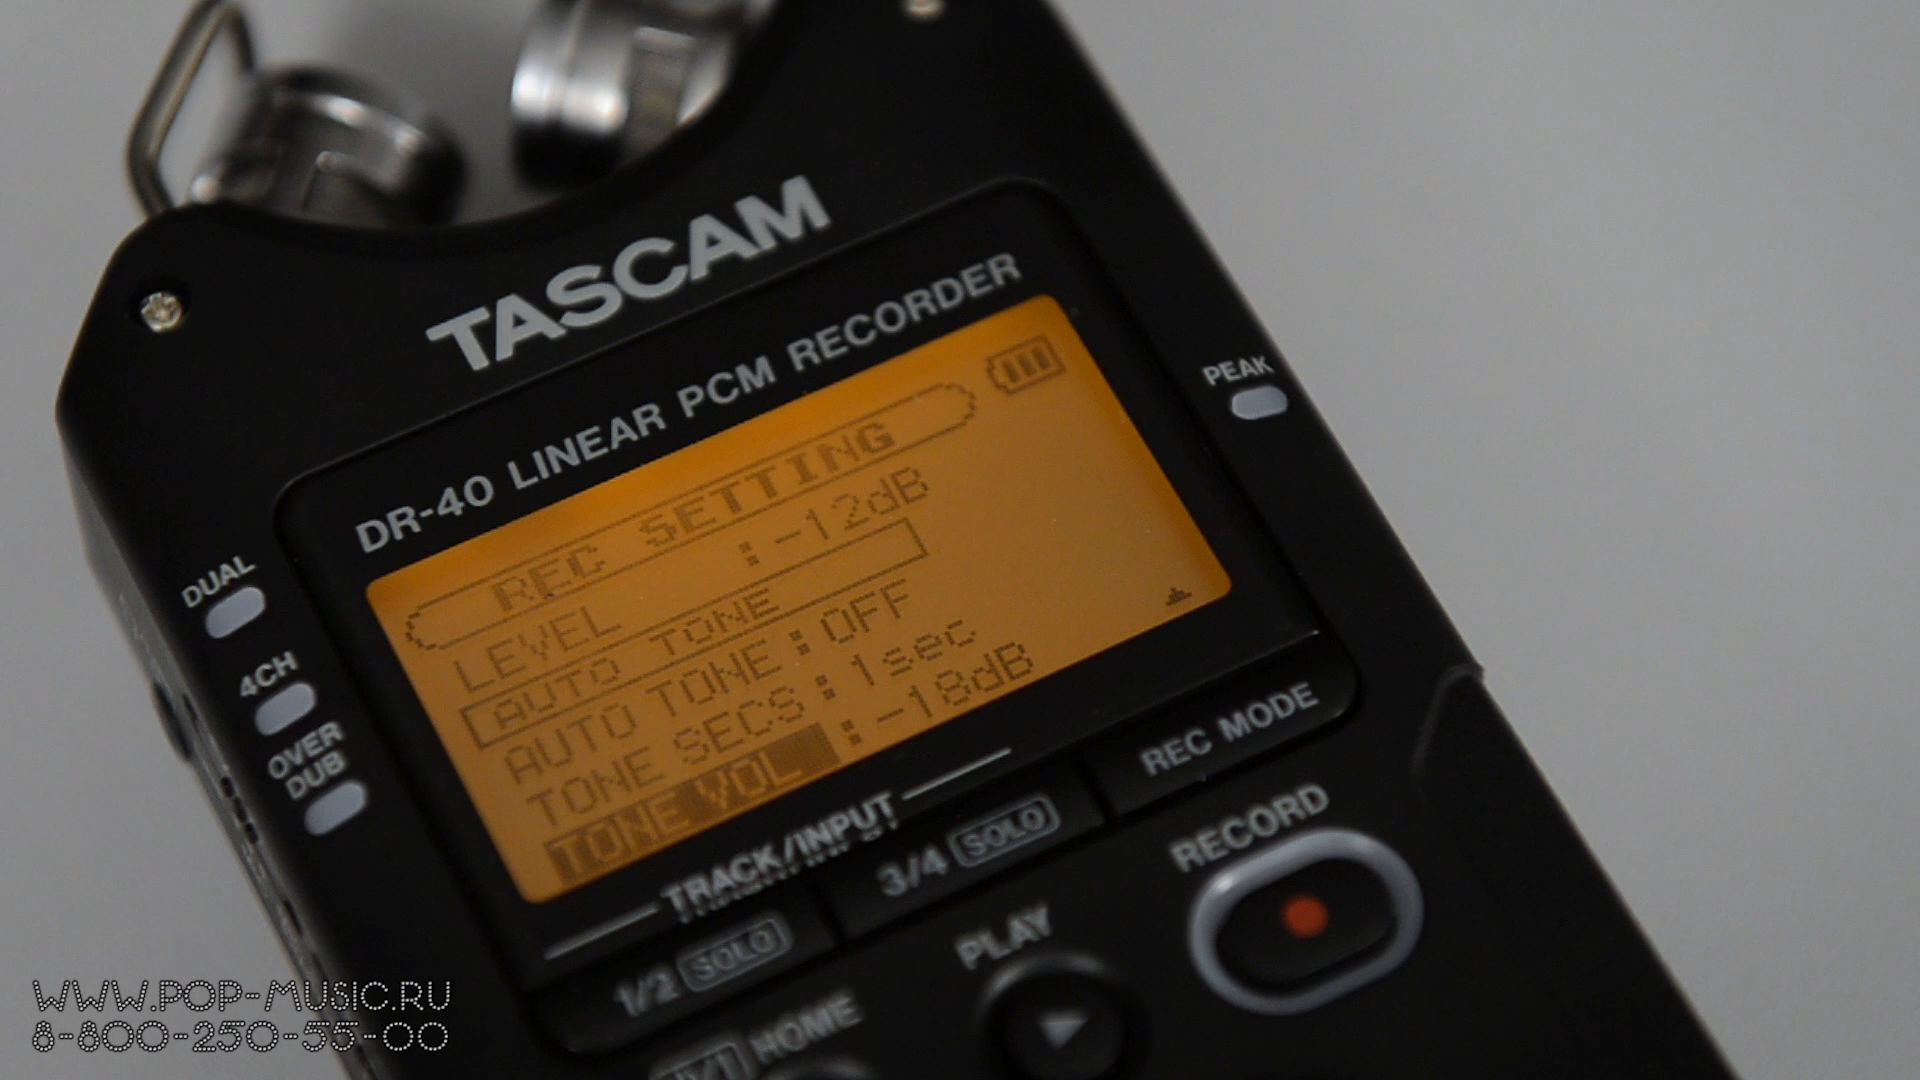 TASCAM
DR-40 LINEAR PCM RECORDER
PEAK
REC SETTING
LEVEL :-12dB
AUTO TONE
AUTO TONE:OFF
TONE SECS:1sec
TONE VOL :-18dB
DUAL
4CH
OVER
DUB
TRACK/INPUT
REC MODE
1/2 SOLO
3/4 SOLO
RECORD
PLAY
HOME
WWW.POP-MUSIC.RU
8-800-250-55-00